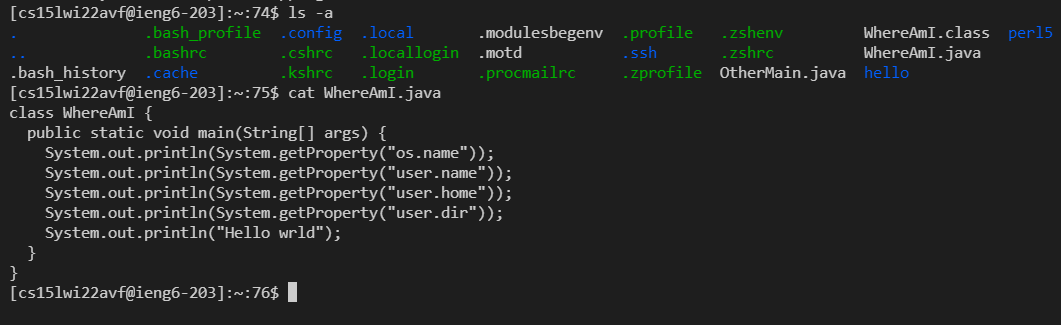 [cs15lwi22avf@ieng6-203]:~:74$ ls -a
.              .bash_profile  .config  .local       .modulesbegenv  .profile   .zshenv         WhereAmI.class  perl5
..             .bashrc        .cshrc   .locallogin  .motd           .ssh       .zshrc          WhereAmI.java
.bash_history  .cache         .kshrc   .login       .procmailrc     .zprofile  OtherMain.java  hello
[cs15lwi22avf@ieng6-203]:~:75$ cat WhereAmI.java
class WhereAmI {
  public static void main(String[] args) {
    System.out.println(System.getProperty("os.name"));
    System.out.println(System.getProperty("user.name"));
    System.out.println(System.getProperty("user.home"));
    System.out.println(System.getProperty("user.dir"));
    System.out.println("Hello wrld");
  }
}
[cs15lwi22avf@ieng6-203]:~:76$